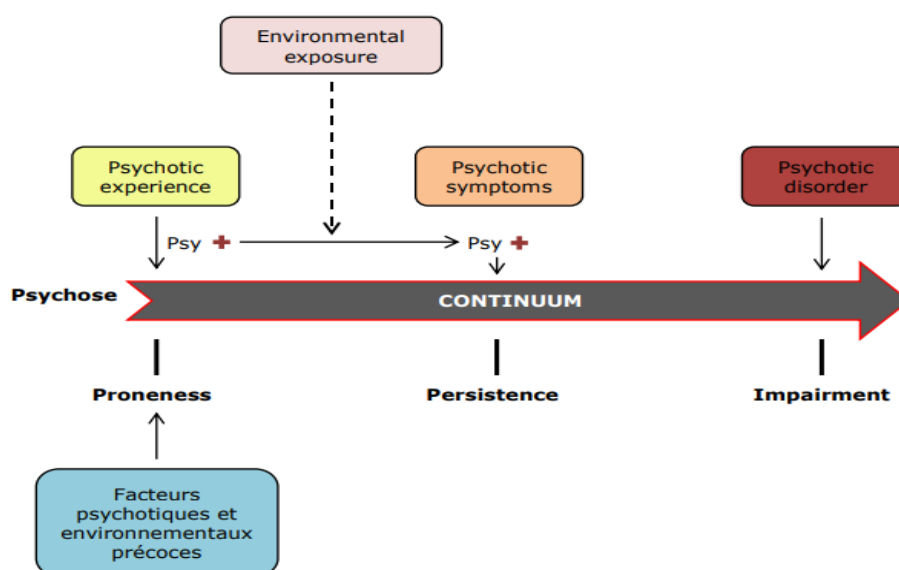 Environmental
exposure
Psychotic
experience
Psychotic
symptoms
Psychotic
disorder
Psy +
Psy +
Psychose
CONTINUUM
Proneness
Persistence
Impairment
Facteurs
psychotiques et
environnementaux
précoces